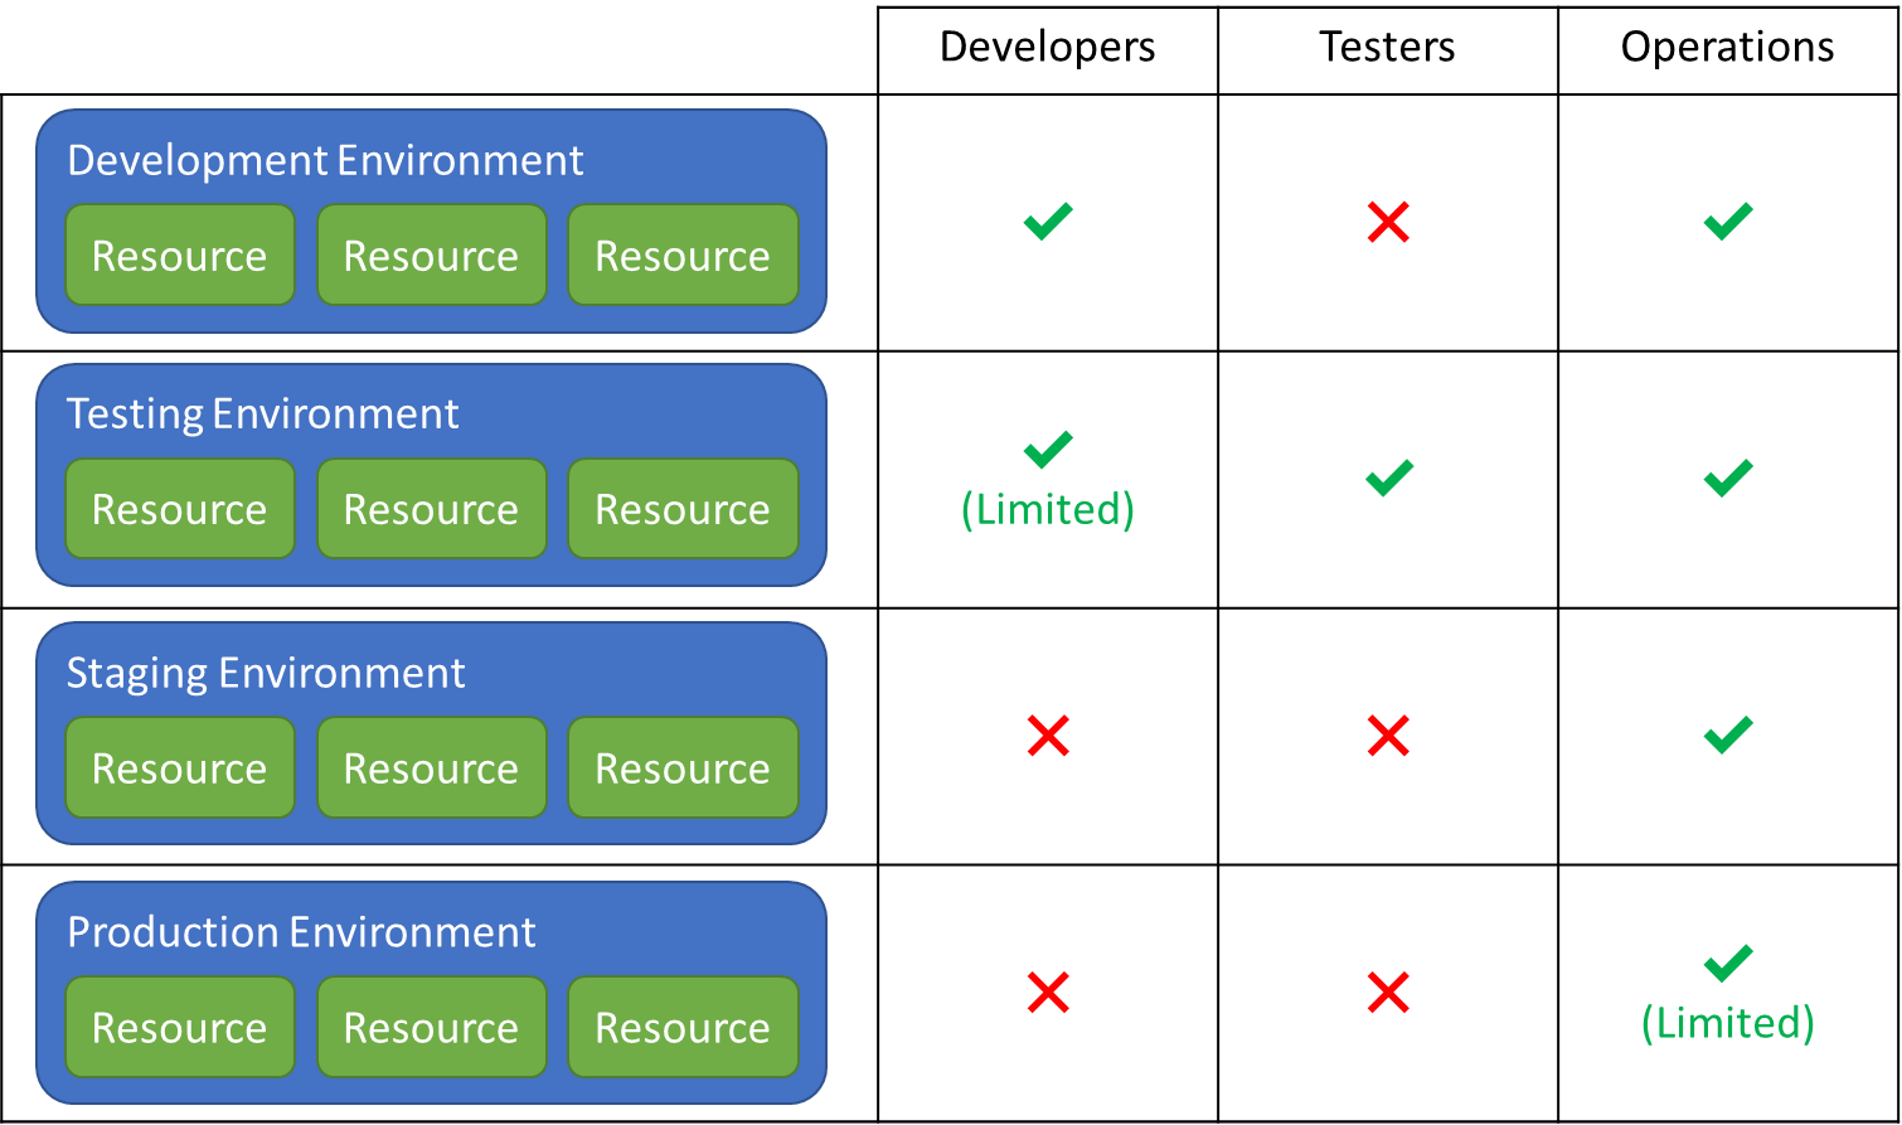 Developers Testers Operations
Development Environment
Resource Resource Resource
Testing Environment
Resource Resource Resource
(Limited)
Staging Environment
Resource Resource Resource
Production Environment
Resource Resource Resource
(Limited)